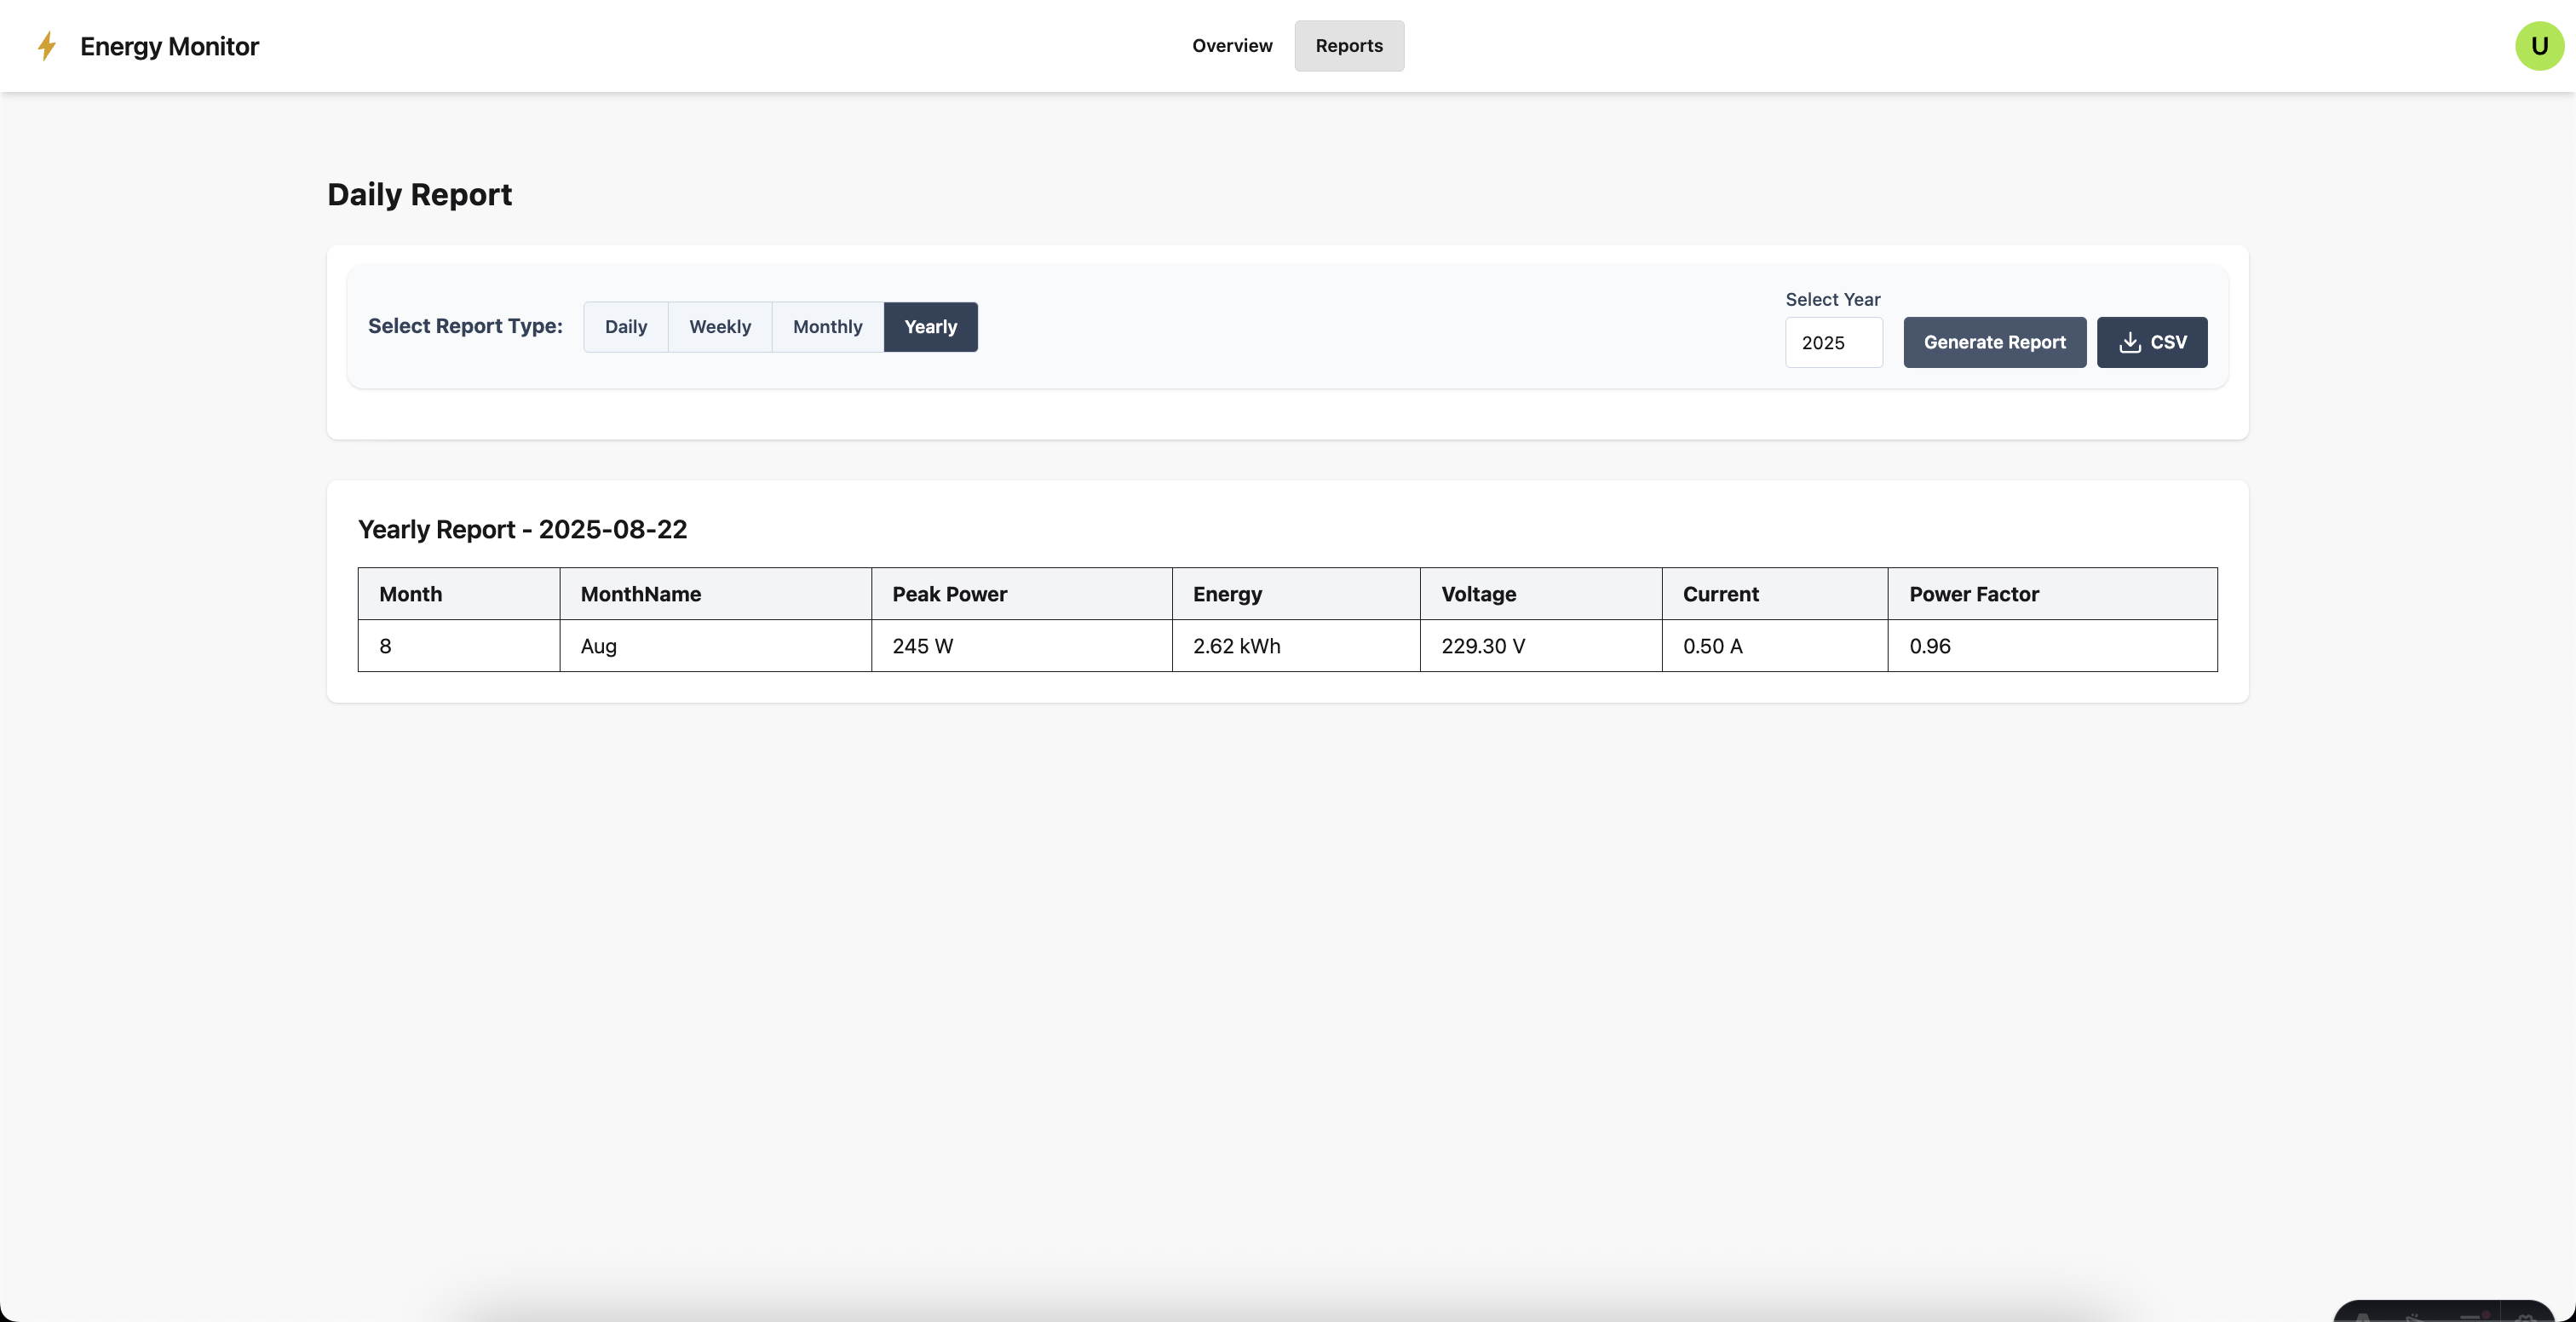 Energy Monitor
Overview Reports
U
Daily Report
Select Report Type: Daily Weekly Monthly Yearly
Select Year
2025
Generate Report
CSV
Yearly Report - 2025-08-22
Month MonthName Peak Power Energy Voltage Current Power Factor
8 Aug 245 W 2.62 kWh 229.30 V 0.50 A 0.96